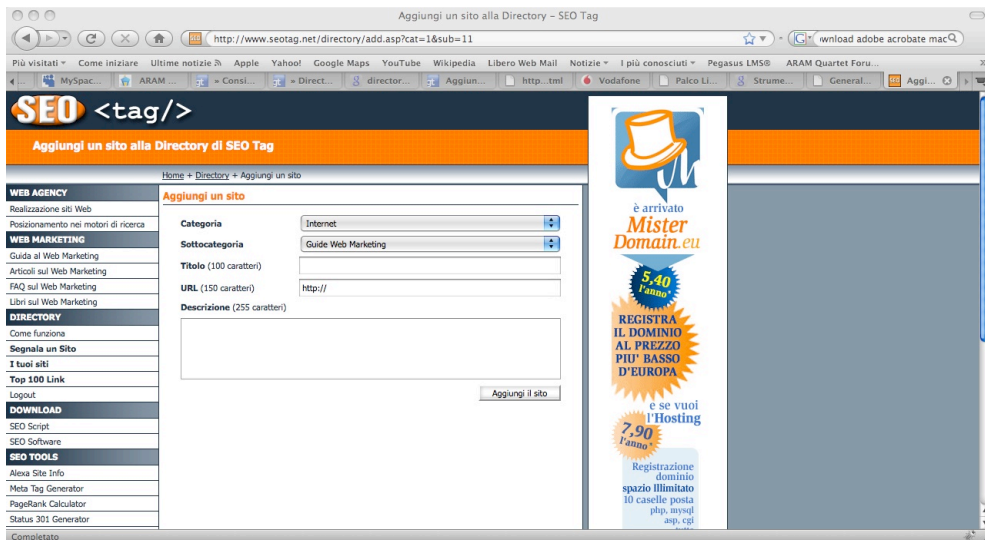 Aggiungi un sito alla Directory – SEO Tag
http://www.seotag.net/directory/add.asp?cat=1&sub=11
wnload adobe acrobate mac
Più visitati Come iniziare Ultime notizie Apple Yahoo! Google Maps YouTube Wikipedia Libero Web Mail Notizie I più conosciuti Pegasus LMS® ARAM Quartet Foru...
... MySpac... ARAM ... » Consi... » Direct... director... Aggiun... http...tml Vodafone Palco Li... Strume... General... Aggi...
SEO <tag/>
Aggiungi un sito alla Directory di SEO Tag
Home + Directory + Aggiungi un sito
WEB AGENCY
Realizzazione siti Web
Posizionamento nei motori di ricerca
WEB MARKETING
Guida al Web Marketing
Articoli sul Web Marketing
FAQ sul Web Marketing
Libri sul Web Marketing
DIRECTORY
Come funziona
Segnala un Sito
I tuoi siti
Top 100 Link
Logout
DOWNLOAD
SEO Script
SEO Software
SEO TOOLS
Alexa Site Info
Meta Tag Generator
PageRank Calculator
Status 301 Generator
Aggiungi un sito
Categoria Internet
Sottocategoria Guide Web Marketing
Titolo (100 caratteri)
URL (150 caratteri) http://
Descrizione (255 caratteri)
Aggiungi il sito
è arrivato
Mister
Domain.eu
5,40
l'anno*
REGISTRA
IL DOMINIO
AL PREZZO
PIU' BASSO
D'EUROPA
e se vuoi
l'Hosting
7,90
l'anno*
Registrazione
dominio
spazio Illimitato
10 caselle posta
php, mysql
asp, cgi
Completato